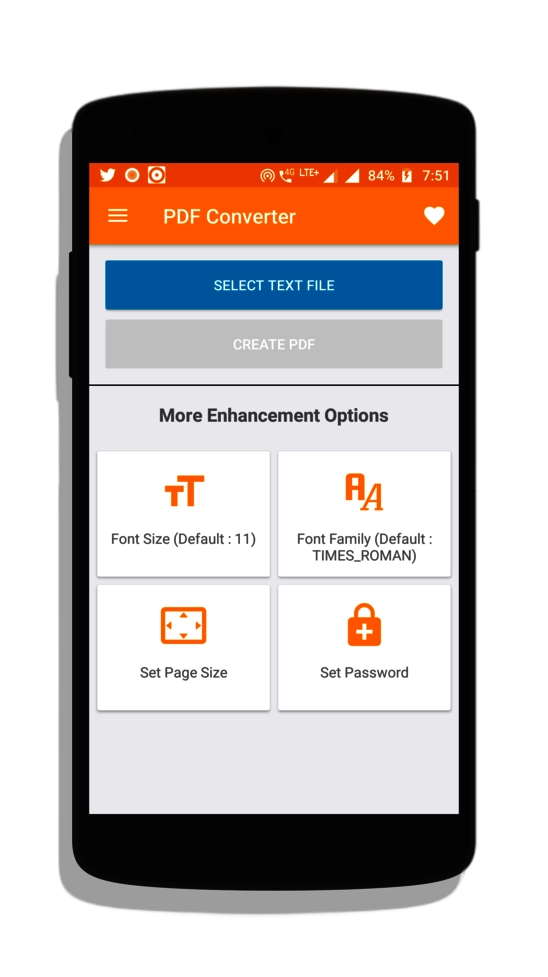 4G LTE+ 84% 7:51
PDF Converter
SELECT TEXT FILE
CREATE PDF
More Enhancement Options
Font Size (Default : 11)
Font Family (Default :
TIMES_ROMAN)
Set Page Size
Set Password